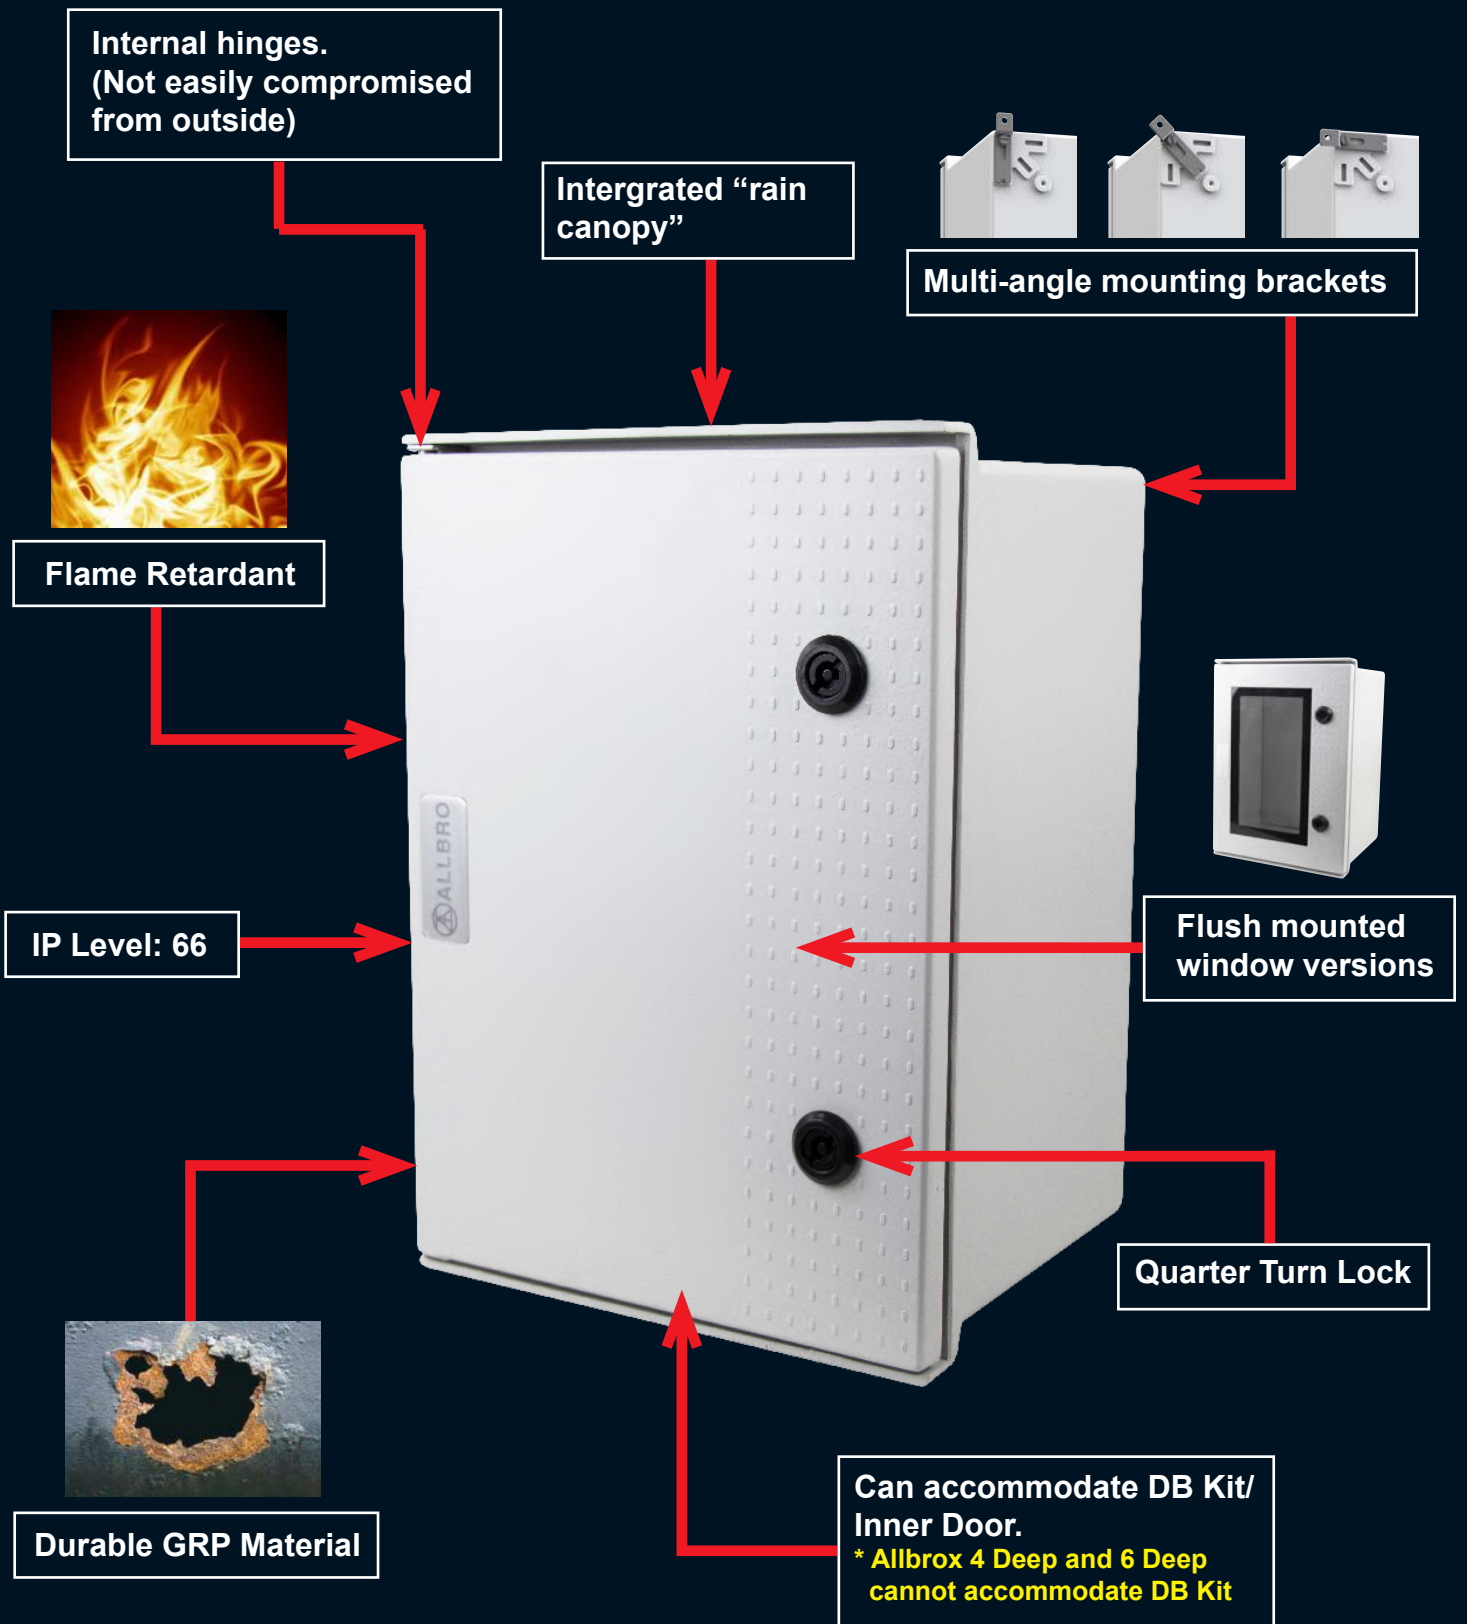 Internal hinges.
(Not easily compromised
from outside)
Intergrated “rain
canopy”
Multi-angle mounting brackets
Flame Retardant
ALLBRO
IP Level: 66
Flush mounted
window versions
Quarter Turn Lock
Durable GRP Material
Can accommodate DB Kit/
Inner Door.
* Allbrox 4 Deep and 6 Deep
cannot accommodate DB Kit